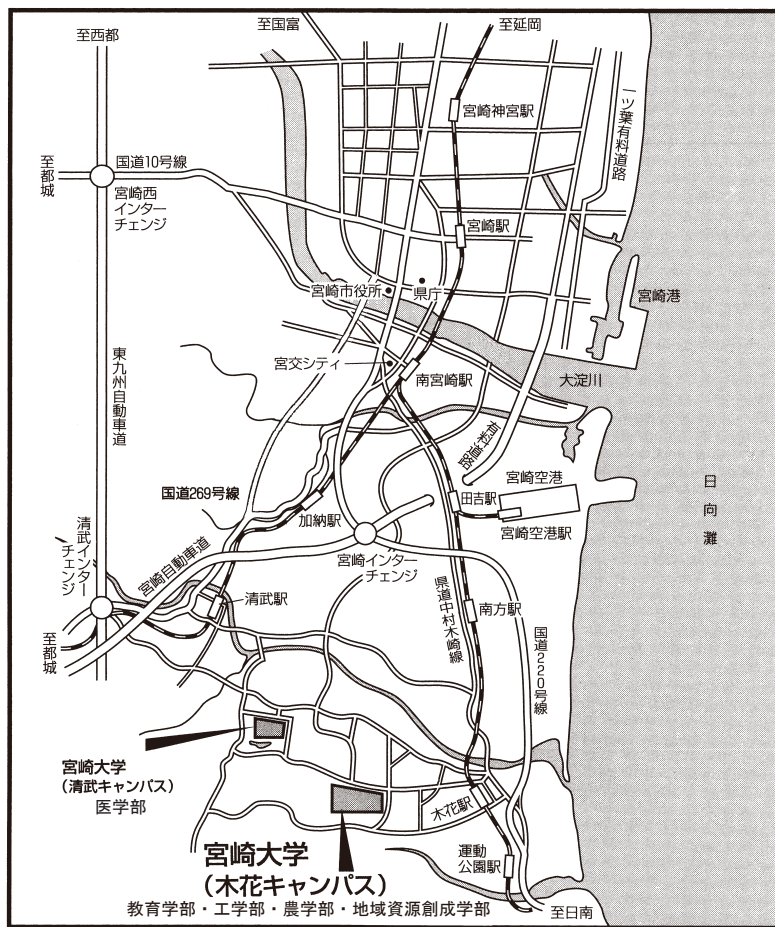 至西都
至国富
至延岡
宮崎神宮駅
一ツ葉有料道路
国道10号線
至都城
宮崎西
インター
チェンジ
宮崎駅
宮崎市役所
県庁
宮崎港
宮交シティ
南宮崎駅
大淀川
東九州自動車道
有料道路
宮崎空港
国道269号線
田吉駅
日向灘
加納駅
宮崎空港駅
清武インター
チェンジ
宮崎自動車道
宮崎インター
チェンジ
清武駅
県道中村木崎線
南方駅
至都城
国道220号線
宮崎大学
(清武キャンパス)
医学部
木花駅
宮崎大学
(木花キャンパス)
運動
公園駅
教育学部・工学部・農学部・地域資源創成学部
至日南